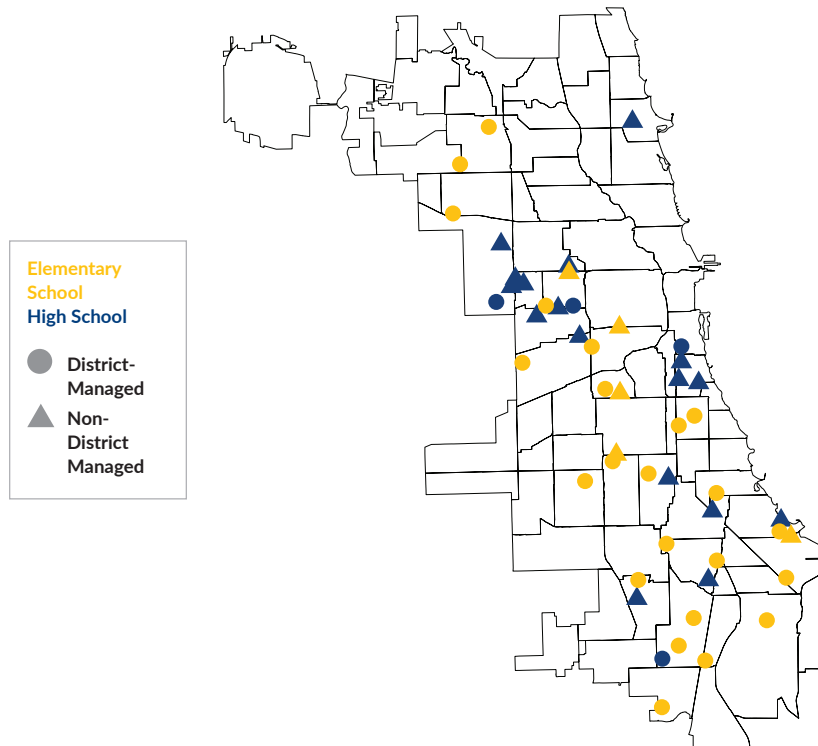 Elementary
School
High School
District-
Managed
Non-
District
Managed